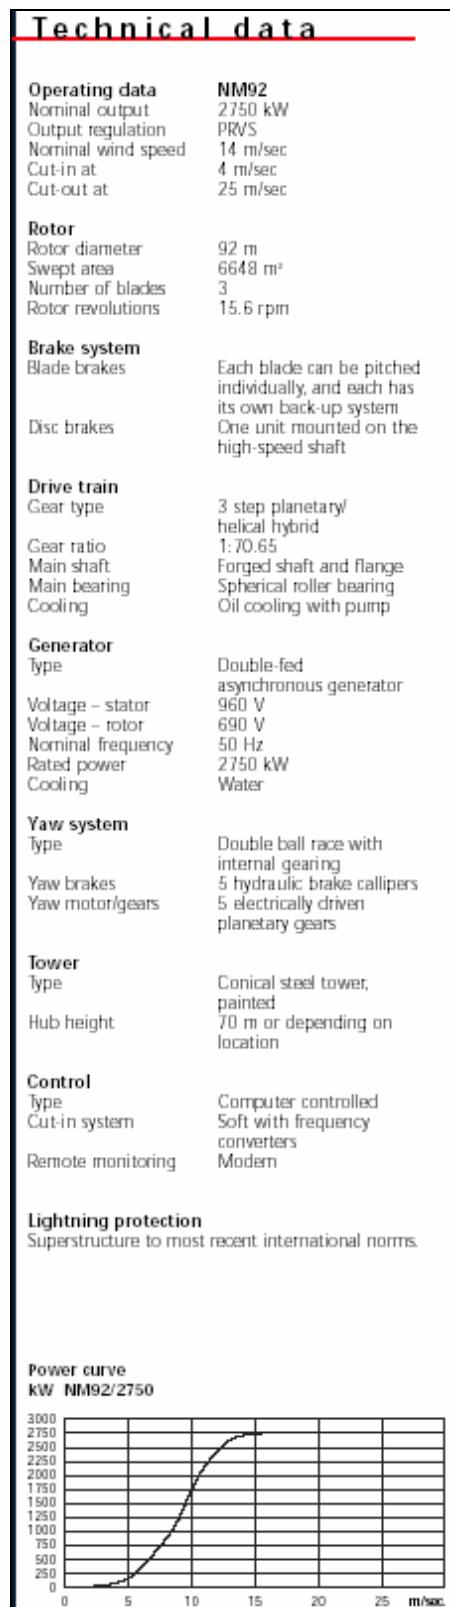 Technical data
Operating data NM92
Nominal output 2750 kW
Output regulation PRVS
Nominal wind speed 14 m/sec
Cut-in at 4 m/sec
Cut-out at 25 m/sec
Rotor
Rotor diameter 92 m
Swept area 6648 m²
Number of blades 3
Rotor revolutions 15.6 rpm
Brake system
Blade brakes Each blade can be pitched
individually, and each has
its own back-up system
Disc brakes One unit mounted on the
high-speed shaft
Drive train
Gear type 3 step planetary/
helical hybrid
Gear ratio 1:70.65
Main shaft Forged shaft and flange
Main bearing Spherical roller bearing
Cooling Oil cooling with pump
Generator
Type Double-fed
asynchronous generator
Voltage – stator 960 V
Voltage – rotor 690 V
Nominal frequency 50 Hz
Rated power 2750 kW
Cooling Water
Yaw system
Type Double ball race with
internal gearing
Yaw brakes 5 hydraulic brake callipers
Yaw motor/gears 5 electrically driven
planetary gears
Tower
Type Conical steel tower,
painted
Hub height 70 m or depending on
location
Control
Type Computer controlled
Cut-in system Soft with frequency
converters
Remote monitoring Modem
Lightning protection
Superstructure to most recent international norms.
Power curve
kW NM92/2750
3000
2750
2500
2250
2000
1750
1500
1250
1000
750
500
250
0
0 5 10 15 20 25 m/sec.